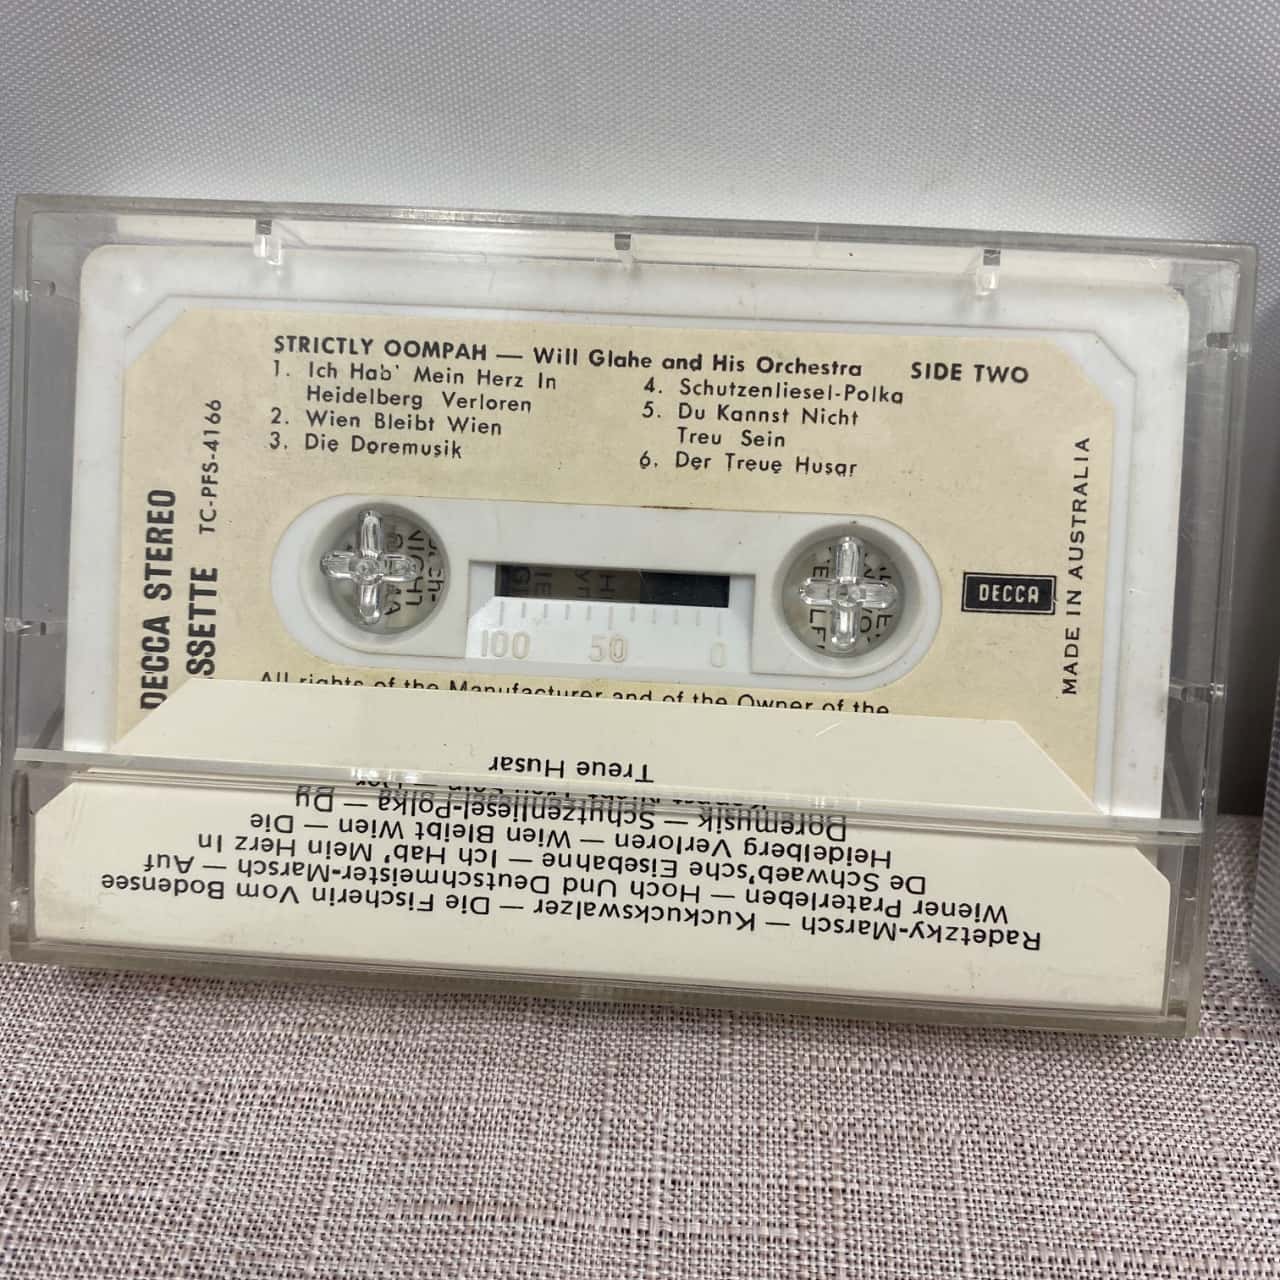 STRICTLY OOMPAH — Will Glahe and His Orchestra SIDE TWO
1. Ich Hab' Mein Herz In
Heidelberg Verloren
2. Wien Bleibt Wien
3. Die Doremusik
4. Schutzenliesel-Polka
5. Du Kannst Nicht
Treu Sein
6. Der Treue Husar
DECCA STEREO
SSETTE TC-PFS-4166
DECCA
MADE IN AUSTRALIA
100 50 0
All rights of the Manufacturer and of the Owner of the
Radetzky-Marsch — Kuckuckswalzer — Die Fischerin Vom Bodensee
Wiener Praterleben — Hoch Und Deutschmeister-Marsch — Auf
De Schwaeb'sche Eisebahne — Ich Hab' Mein Herz In
Heidelberg Verloren — Wien Bleibt Wien — Die
Doremusik — Schutzenliesel-Polka — Du
Treue Husar